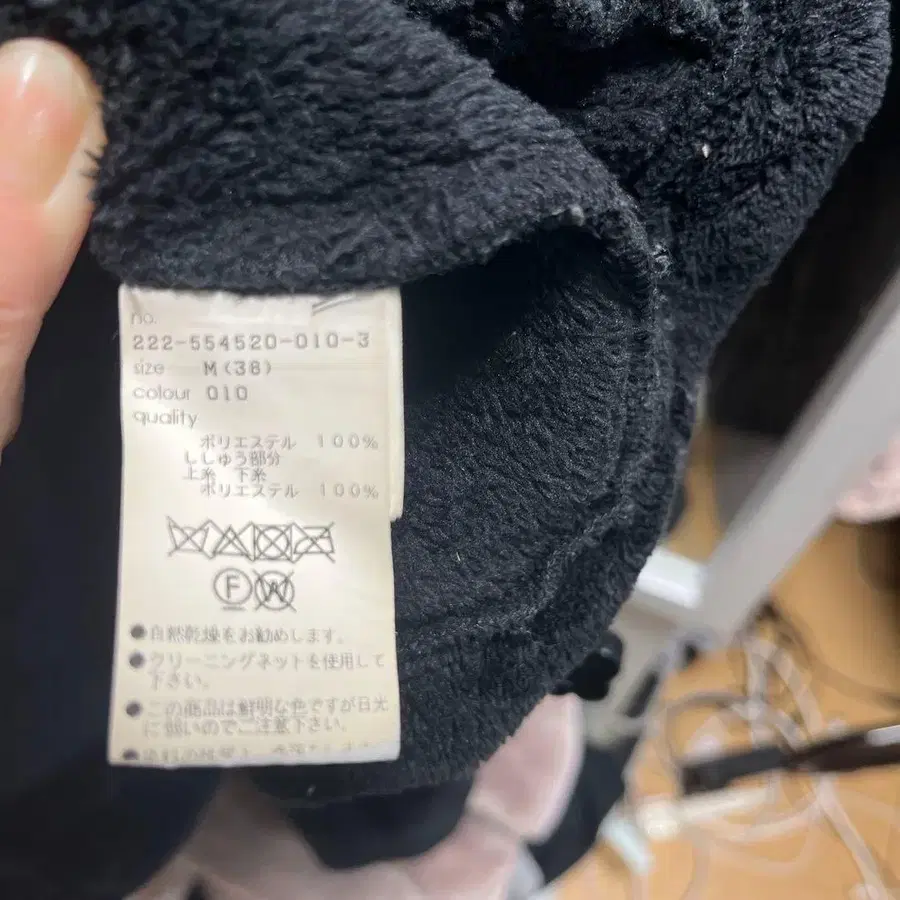 no.
222-554520-010-3
size M(38)
colour 010
quality
ポリエステル 100%
ししゅう部分
上糸 下糸
ポリエステル 100%
F W
●自然乾燥をお勧めします。
●クリーニングネットを使用して
下さい。
●この商品は鮮明な色ですが日光
に弱いのでご注意下さい。